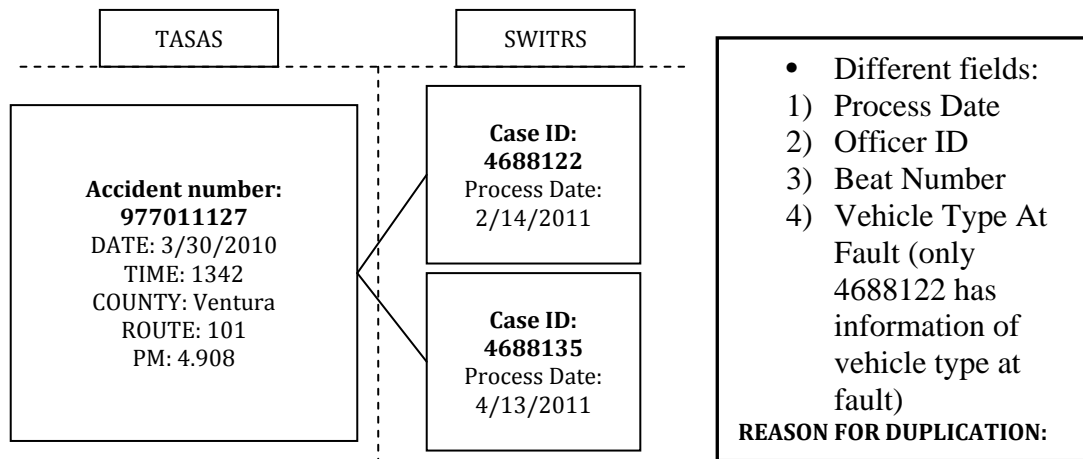 TASAS
SWITRS
Accident number:
977011127
DATE: 3/30/2010
TIME: 1342
COUNTY: Ventura
ROUTE: 101
PM: 4.908
Case ID:
4688122
Process Date:
2/14/2011
Case ID:
4688135
Process Date:
4/13/2011
• Different fields:
1) Process Date
2) Officer ID
3) Beat Number
4) Vehicle Type At
Fault (only
4688122 has
information of
vehicle type at
fault)
REASON FOR DUPLICATION: